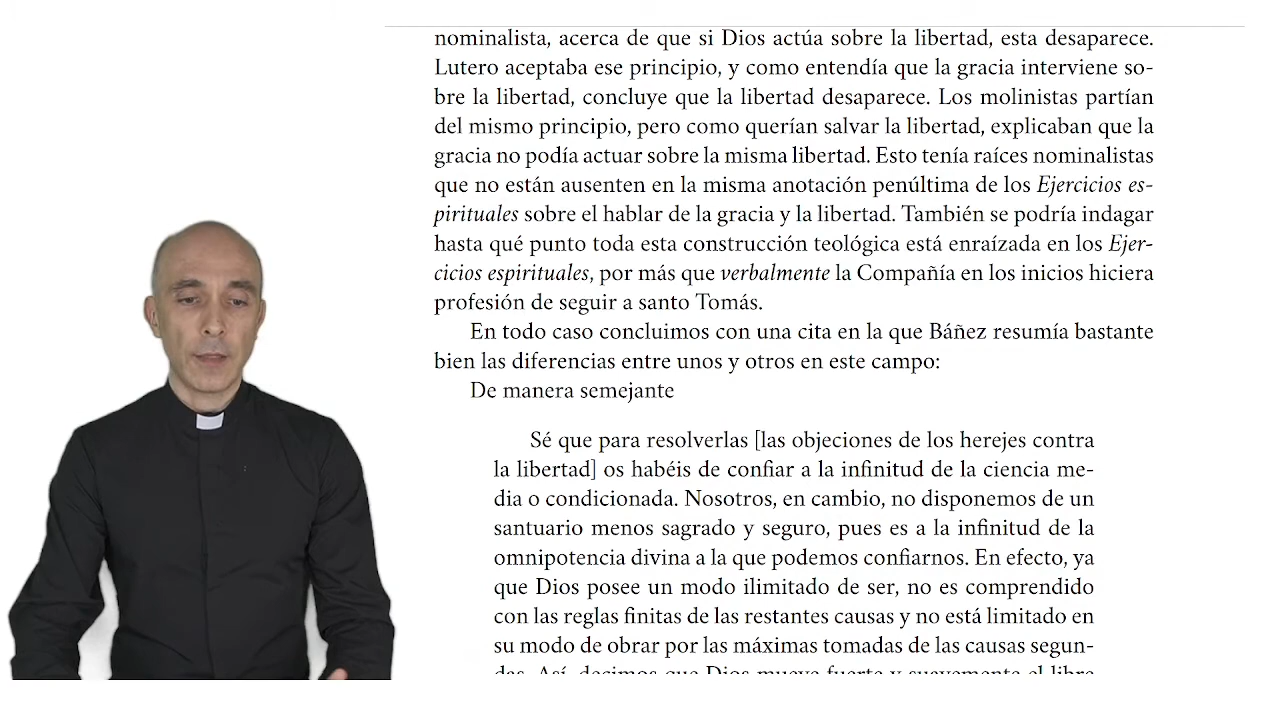 nominalista, acerca de que si Dios actúa sobre la libertad, esta desaparece.
Lutero aceptaba ese principio, y como entendía que la gracia interviene so-
bre la libertad, concluye que la libertad desaparece. Los molinistas partían
del mismo principio, pero como querían salvar la libertad, explicaban que la
gracia no podía actuar sobre la misma libertad. Esto tenía raíces nominalistas
que no están ausenten en la misma anotación penúltima de los Ejercicios es-
pirituales sobre el hablar de la gracia y la libertad. También se podría indagar
hasta qué punto toda esta construcción teológica está enraízada en los Ejer-
cicios espirituales, por más que verbalmente la Compañía en los inicios hiciera
profesión de seguir a santo Tomás.
En todo caso concluimos con una cita en la que Báñez resumía bastante
bien las diferencias entre unos y otros en este campo:
De manera semejante
Sé que para resolverlas [las objeciones de los herejes contra
la libertad] os habéis de confiar a la infinitud de la ciencia me-
dia o condicionada. Nosotros, en cambio, no disponemos de un
santuario menos sagrado y seguro, pues es a la infinitud de la
omnipotencia divina a la que podemos confiarnos. En efecto, ya
que Dios posee un modo ilimitado de ser, no es comprendido
con las reglas finitas de las restantes causas y no está limitado en
su modo de obrar por las máximas tomadas de las causas segun-
das. Así, decimos que Dios mueve fuerte y suavemente el libre